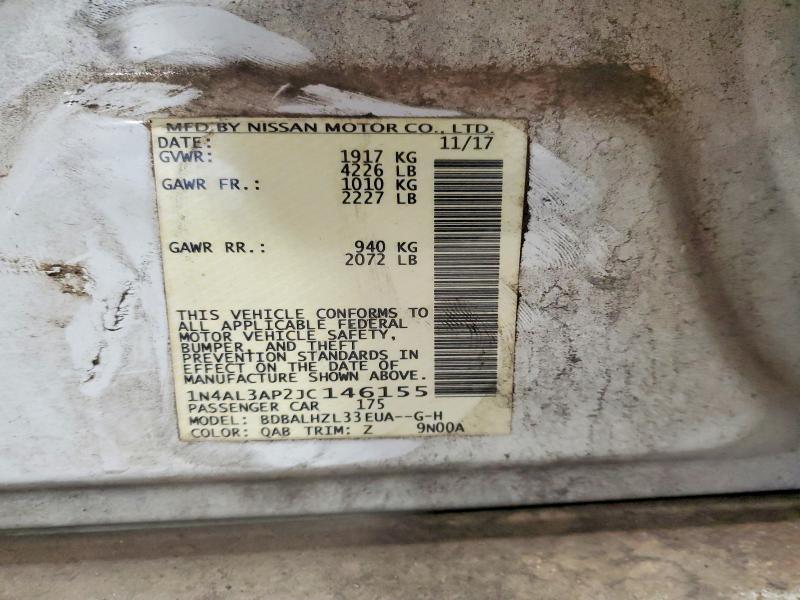 MFD.BY NISSAN MOTOR CO., LTD.
DATE: 11/17
GVWR: 1917 KG
4226 LB
GAWR FR.: 1010 KG
2227 LB
GAWR RR.: 940 KG
2072 LB
THIS VEHICLE CONFORMS TO
ALL APPLICABLE FEDERAL
MOTOR VEHICLE SAFETY,
BUMPER, AND THEFT
PREVENTION STANDARDS IN
EFFECT ON THE DATE OF
MANUFACTURE SHOWN ABOVE.
1N4AL3AP2JC146155
PASSENGER CAR 175
MODEL: BDBALHZL33EUA--G-H
COLOR: QAB TRIM: Z 9N00A